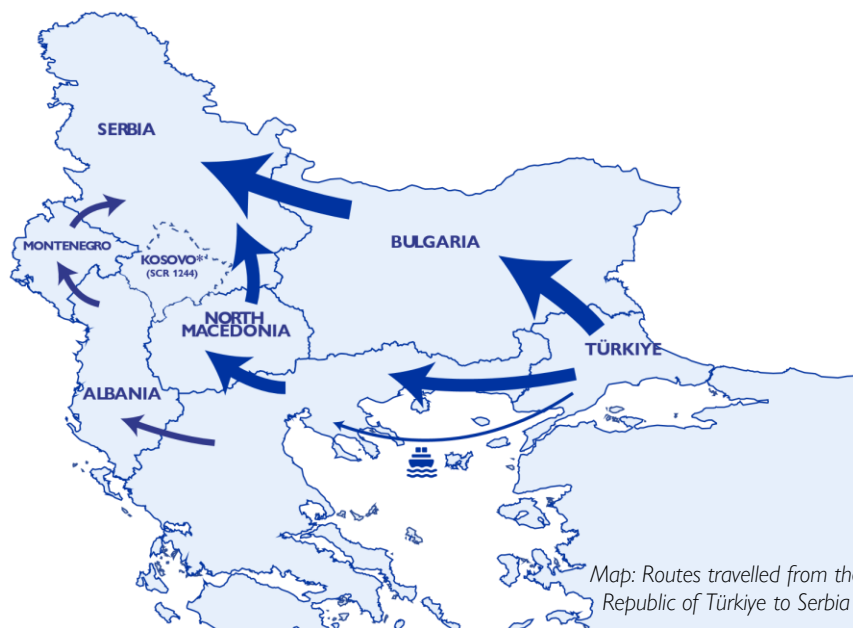 SERBIA
MONTENEGRO
KOSOVO*
(SCR 1244)
BULGARIA
NORTH
MACEDONIA
TÜRKIYE
ALBANIA
Map: Routes travelled from the
Republic of Türkiye to Serbia